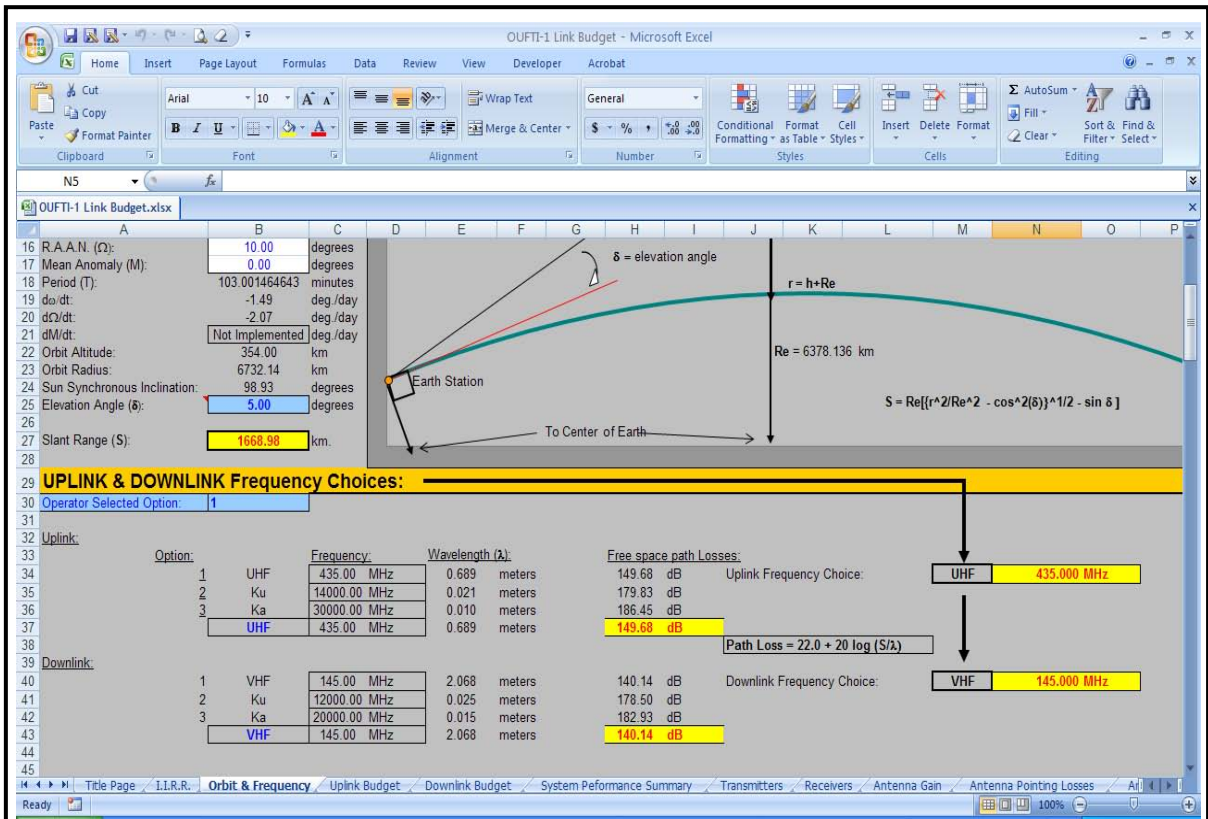 OUFTI-1 Link Budget - Microsoft Excel
Home Insert Page Layout Formulas Data Review View Developer Acrobat
Paste
Cut
Copy
Format Painter
Clipboard
Arial 10
Font
Wrap Text
Merge & Center
Alignment
General
Number
Conditional Formatting
Format as Table
Cell Styles
Styles
Insert Delete Format
Cells
Σ AutoSum
Fill
Clear
Sort & Filter
Find & Select
Editing
N5 fx
OUFTI-1 Link Budget.xlsx
A B C D E F G H I J K L M N O P
16 R.A.A.N. (Ω): 10.00 degrees
17 Mean Anomaly (M): 0.00 degrees
18 Period (T): 103.001464643 minutes
19 dω/dt: -1.49 deg./day
20 dΩ/dt: -2.07 deg./day
21 dM/dt: Not Implemented deg./day
22 Orbit Altitude: 354.00 km
23 Orbit Radius: 6732.14 km
24 Sun Synchronous Inclination: 98.93 degrees
25 Elevation Angle (δ): 5.00 degrees
26
27 Slant Range (S): 1668.98 km.
28
δ = elevation angle
r = h+Re
Re = 6378.136 km
Earth Station
S = Re[{r^2/Re^2 - cos^2(δ)}^1/2 - sin δ ]
To Center of Earth
29 UPLINK & DOWNLINK Frequency Choices:
30 Operator Selected Option: 1
31
32 Uplink:
33 Option: Frequency: Wavelength (λ): Free space path Losses:
34 1 UHF 435.00 MHz 0.689 meters 149.68 dB Uplink Frequency Choice: UHF 435.000 MHz
35 2 Ku 14000.00 MHz 0.021 meters 179.83 dB
36 3 Ka 30000.00 MHz 0.010 meters 186.45 dB
37 UHF 435.00 MHz 0.689 meters 149.68 dB
38 Path Loss = 22.0 + 20 log (S/λ)
39 Downlink:
40 1 VHF 145.00 MHz 2.068 meters 140.14 dB Downlink Frequency Choice: VHF 145.000 MHz
41 2 Ku 12000.00 MHz 0.025 meters 178.50 dB
42 3 Ka 20000.00 MHz 0.015 meters 182.93 dB
43 VHF 145.00 MHz 2.068 meters 140.14 dB
44
45
Title Page I.I.R.R. Orbit & Frequency Uplink Budget Downlink Budget System Peformance Summary Transmitters Receivers Antenna Gain Antenna Pointing Losses
Ready 100%